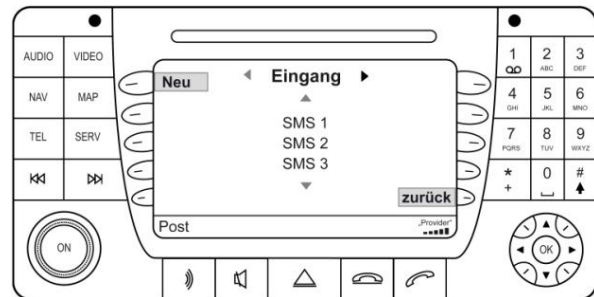 AUDIO VIDEO
NAV MAP
TEL SERV
ON
Neu Eingang
SMS 1
SMS 2
SMS 3
zurück
Post „Provider“
1 2 ABC 3 DEF
4 GHI 5 JKL 6 MNO
7 PQRS 8 TUV 9 WXYZ
* + 0 #
OK